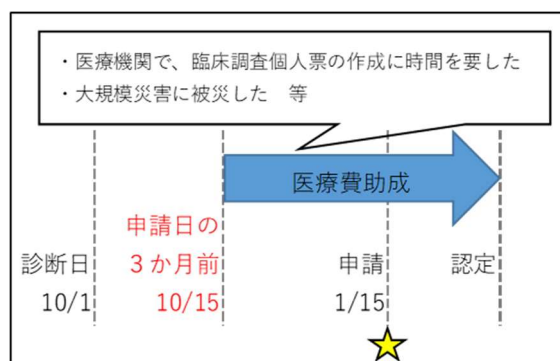 ・医療機関で、臨床調査個人票の作成に時間を要した
・大規模災害に被災した　等
医療費助成
申請日の
診断日 ３か月前 申請 認定
10/1 10/15 1/15